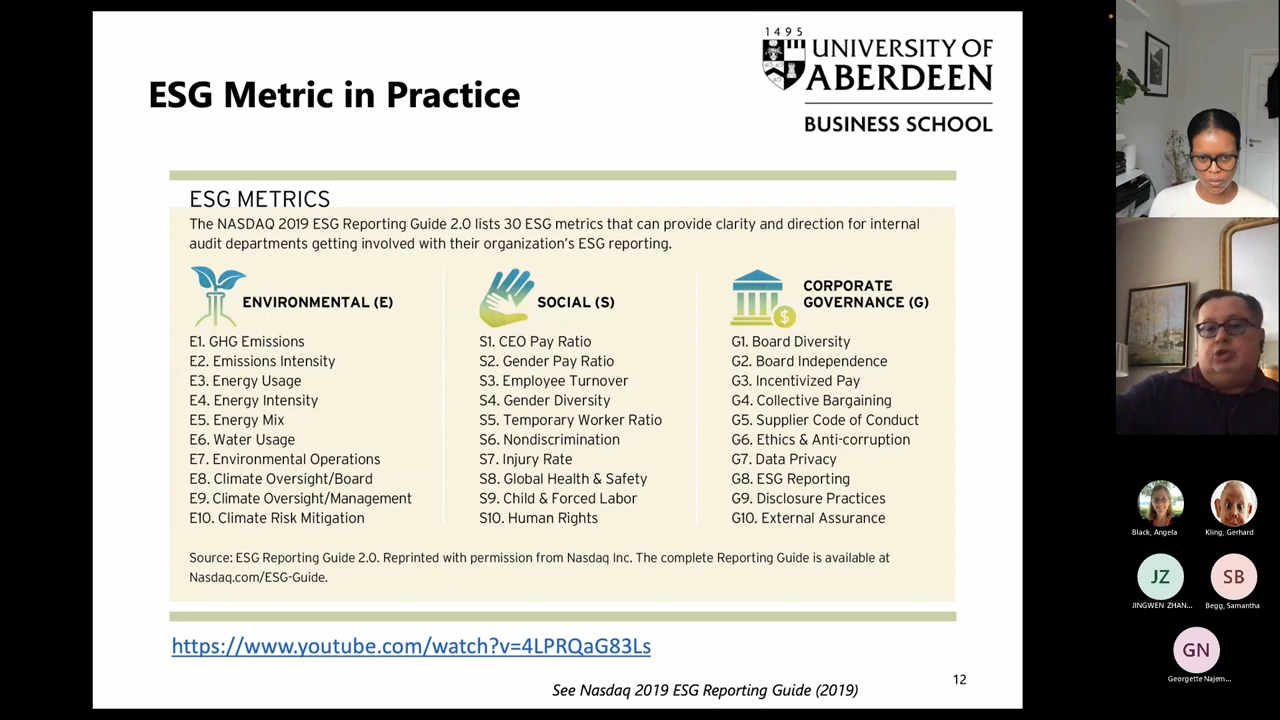 ESG Metric in Practice
1495
UNIVERSITY OF
ABERDEEN
BUSINESS SCHOOL
ESG METRICS
The NASDAQ 2019 ESG Reporting Guide 2.0 lists 30 ESG metrics that can provide clarity and direction for internal
audit departments getting involved with their organization's ESG reporting.
ENVIRONMENTAL (E)
E1. GHG Emissions
E2. Emissions Intensity
E3. Energy Usage
E4. Energy Intensity
E5. Energy Mix
E6. Water Usage
E7. Environmental Operations
E8. Climate Oversight/Board
E9. Climate Oversight/Management
E10. Climate Risk Mitigation
SOCIAL (S)
S1. CEO Pay Ratio
S2. Gender Pay Ratio
S3. Employee Turnover
S4. Gender Diversity
S5. Temporary Worker Ratio
S6. Nondiscrimination
S7. Injury Rate
S8. Global Health & Safety
S9. Child & Forced Labor
S10. Human Rights
$
CORPORATE
GOVERNANCE (G)
G1. Board Diversity
G2. Board Independence
G3. Incentivized Pay
G4. Collective Bargaining
G5. Supplier Code of Conduct
G6. Ethics & Anti-corruption
G7. Data Privacy
G8. ESG Reporting
G9. Disclosure Practices
G10. External Assurance
Source: ESG Reporting Guide 2.0. Reprinted with permission from Nasdaq Inc. The complete Reporting Guide is available at
Nasdaq.com/ESG-Guide.
https://www.youtube.com/watch?v=4LPRQaG83Ls
See Nasdaq 2019 ESG Reporting Guide (2019)
12
Black, Angela
Kling, Gerhard
JZ
JINGWEN ZHAN...
SB
Begg, Samantha
GN
Georgette Najem...